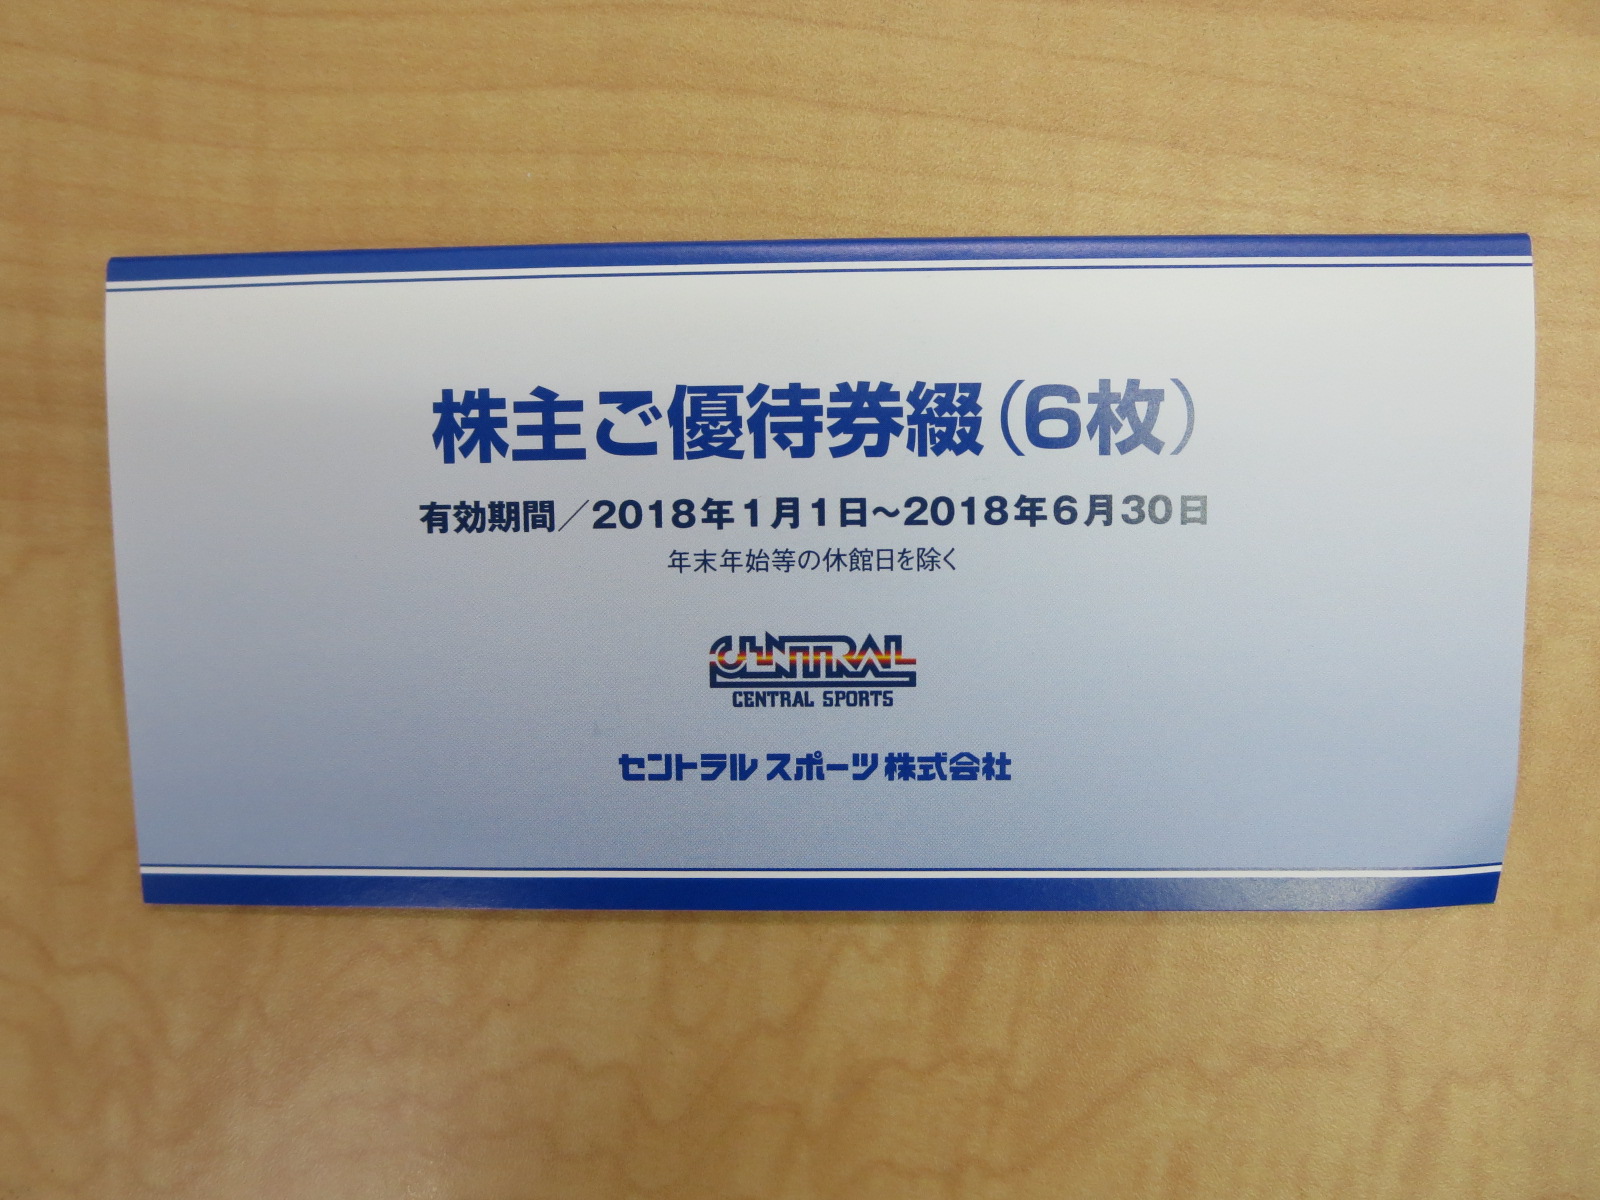 株主ご優待券綴（6枚）
有効期間／2018年1月1日～2018年6月30日
年末年始等の休館日を除く
CENTRAL
CENTRAL SPORTS
セントラルスポーツ株式会社